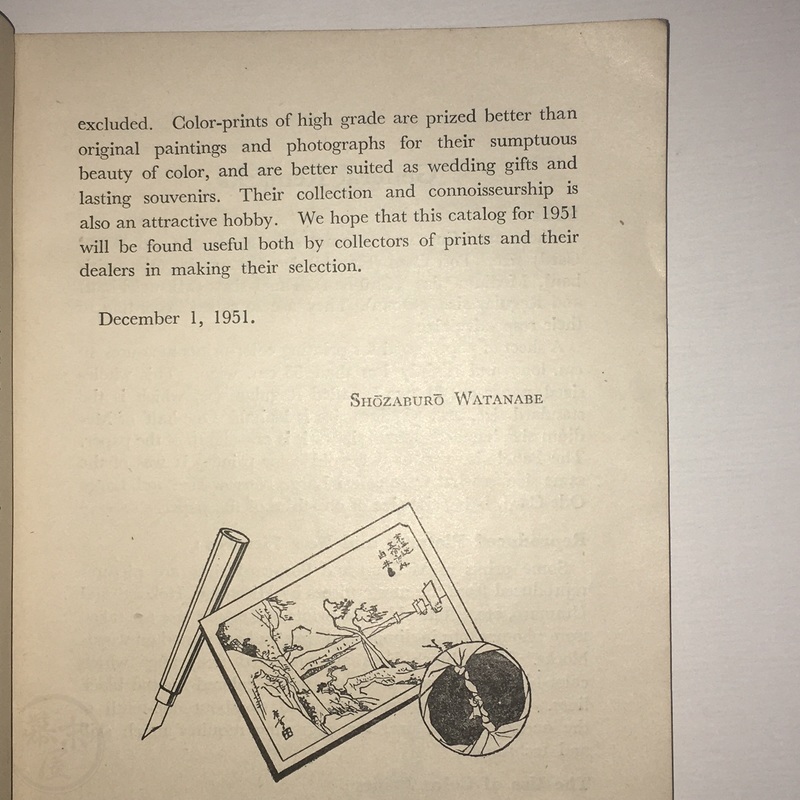 excluded. Color-prints of high grade are prized better than
original paintings and photographs for their sumptuous
beauty of color, and are better suited as wedding gifts and
lasting souvenirs. Their collection and connoisseurship is
also an attractive hobby. We hope that this catalog for 1951
will be found useful both by collectors of prints and their
dealers in making their selection.
December 1, 1951.
SHŌZABURŌ WATANABE